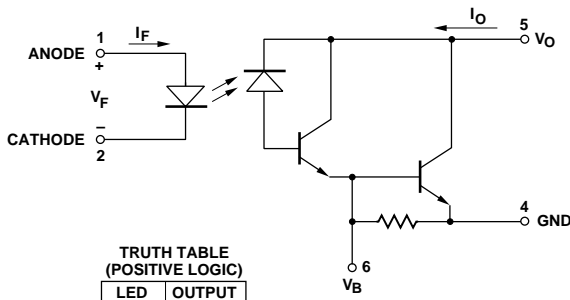 ANODE 1 I_F I_O 5 V_O
+
V_F
–
CATHODE 2
4 GND
6
V_B
TRUTH TABLE
(POSITIVE LOGIC)
LED OUTPUT